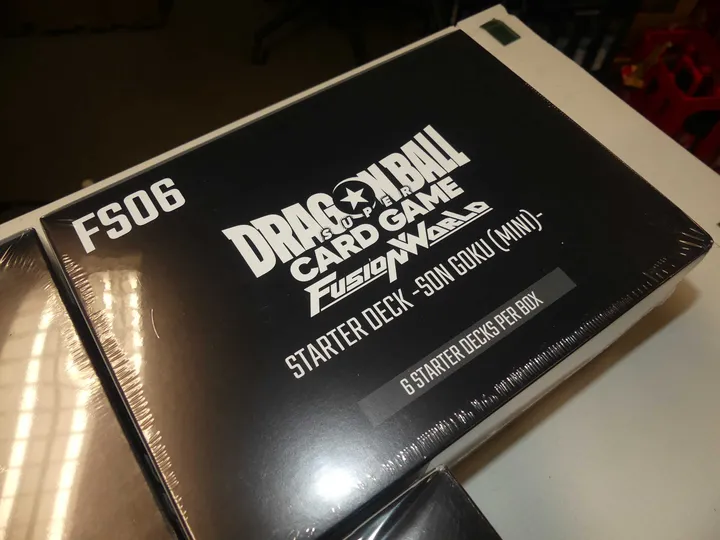 FS06
DRAGON BALL
SUPER
CARD GAME
FUSION WORLD
STARTER DECK -SON GOKU (MINI)-
6 STARTER DECKS PER BOX